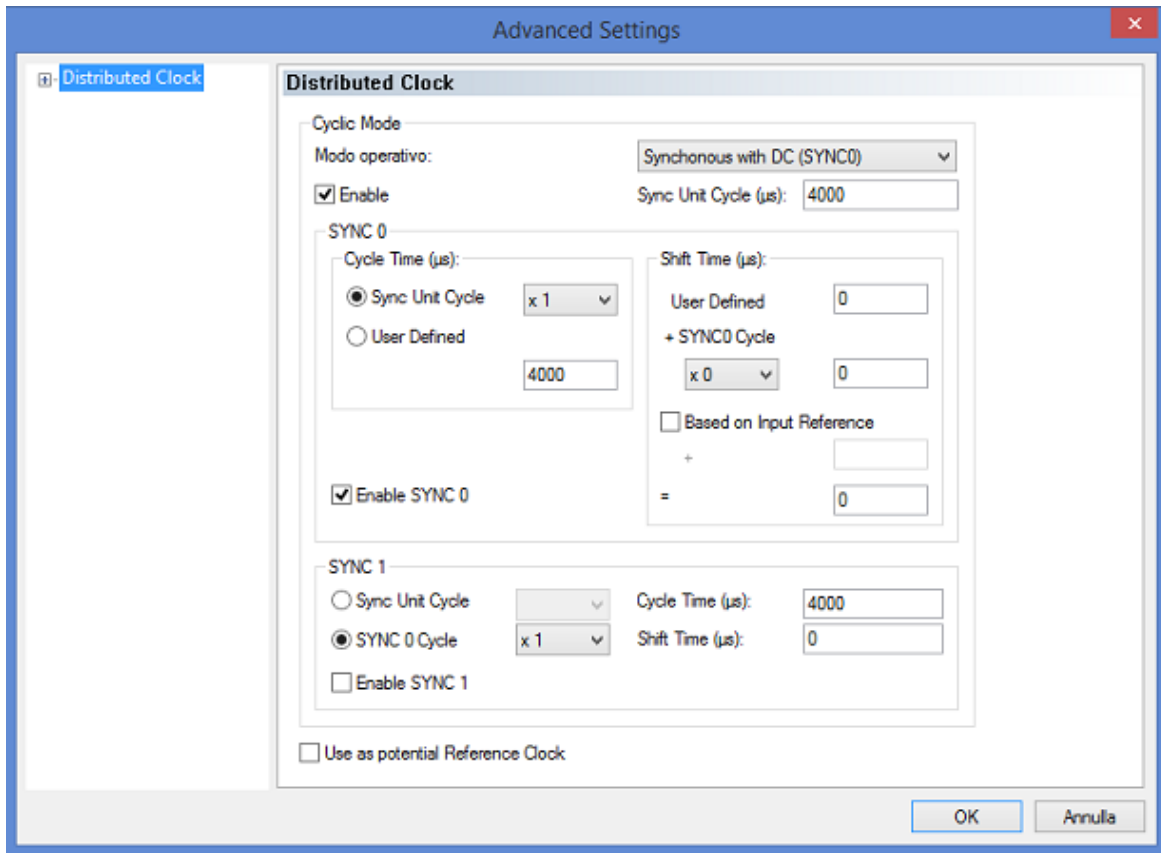 Advanced Settings
Distributed Clock
Distributed Clock
Cyclic Mode
Modo operativo: Synchonous with DC (SYNC0)
Enable Sync Unit Cycle (µs): 4000
SYNC 0
Cycle Time (µs): Shift Time (µs):
Sync Unit Cycle x 1 User Defined 0
User Defined + SYNC0 Cycle
4000 x 0 0
Based on Input Reference
+
Enable SYNC 0 = 0
SYNC 1
Sync Unit Cycle Cycle Time (µs): 4000
SYNC 0 Cycle x 1 Shift Time (µs): 0
Enable SYNC 1
Use as potential Reference Clock
OK Annulla